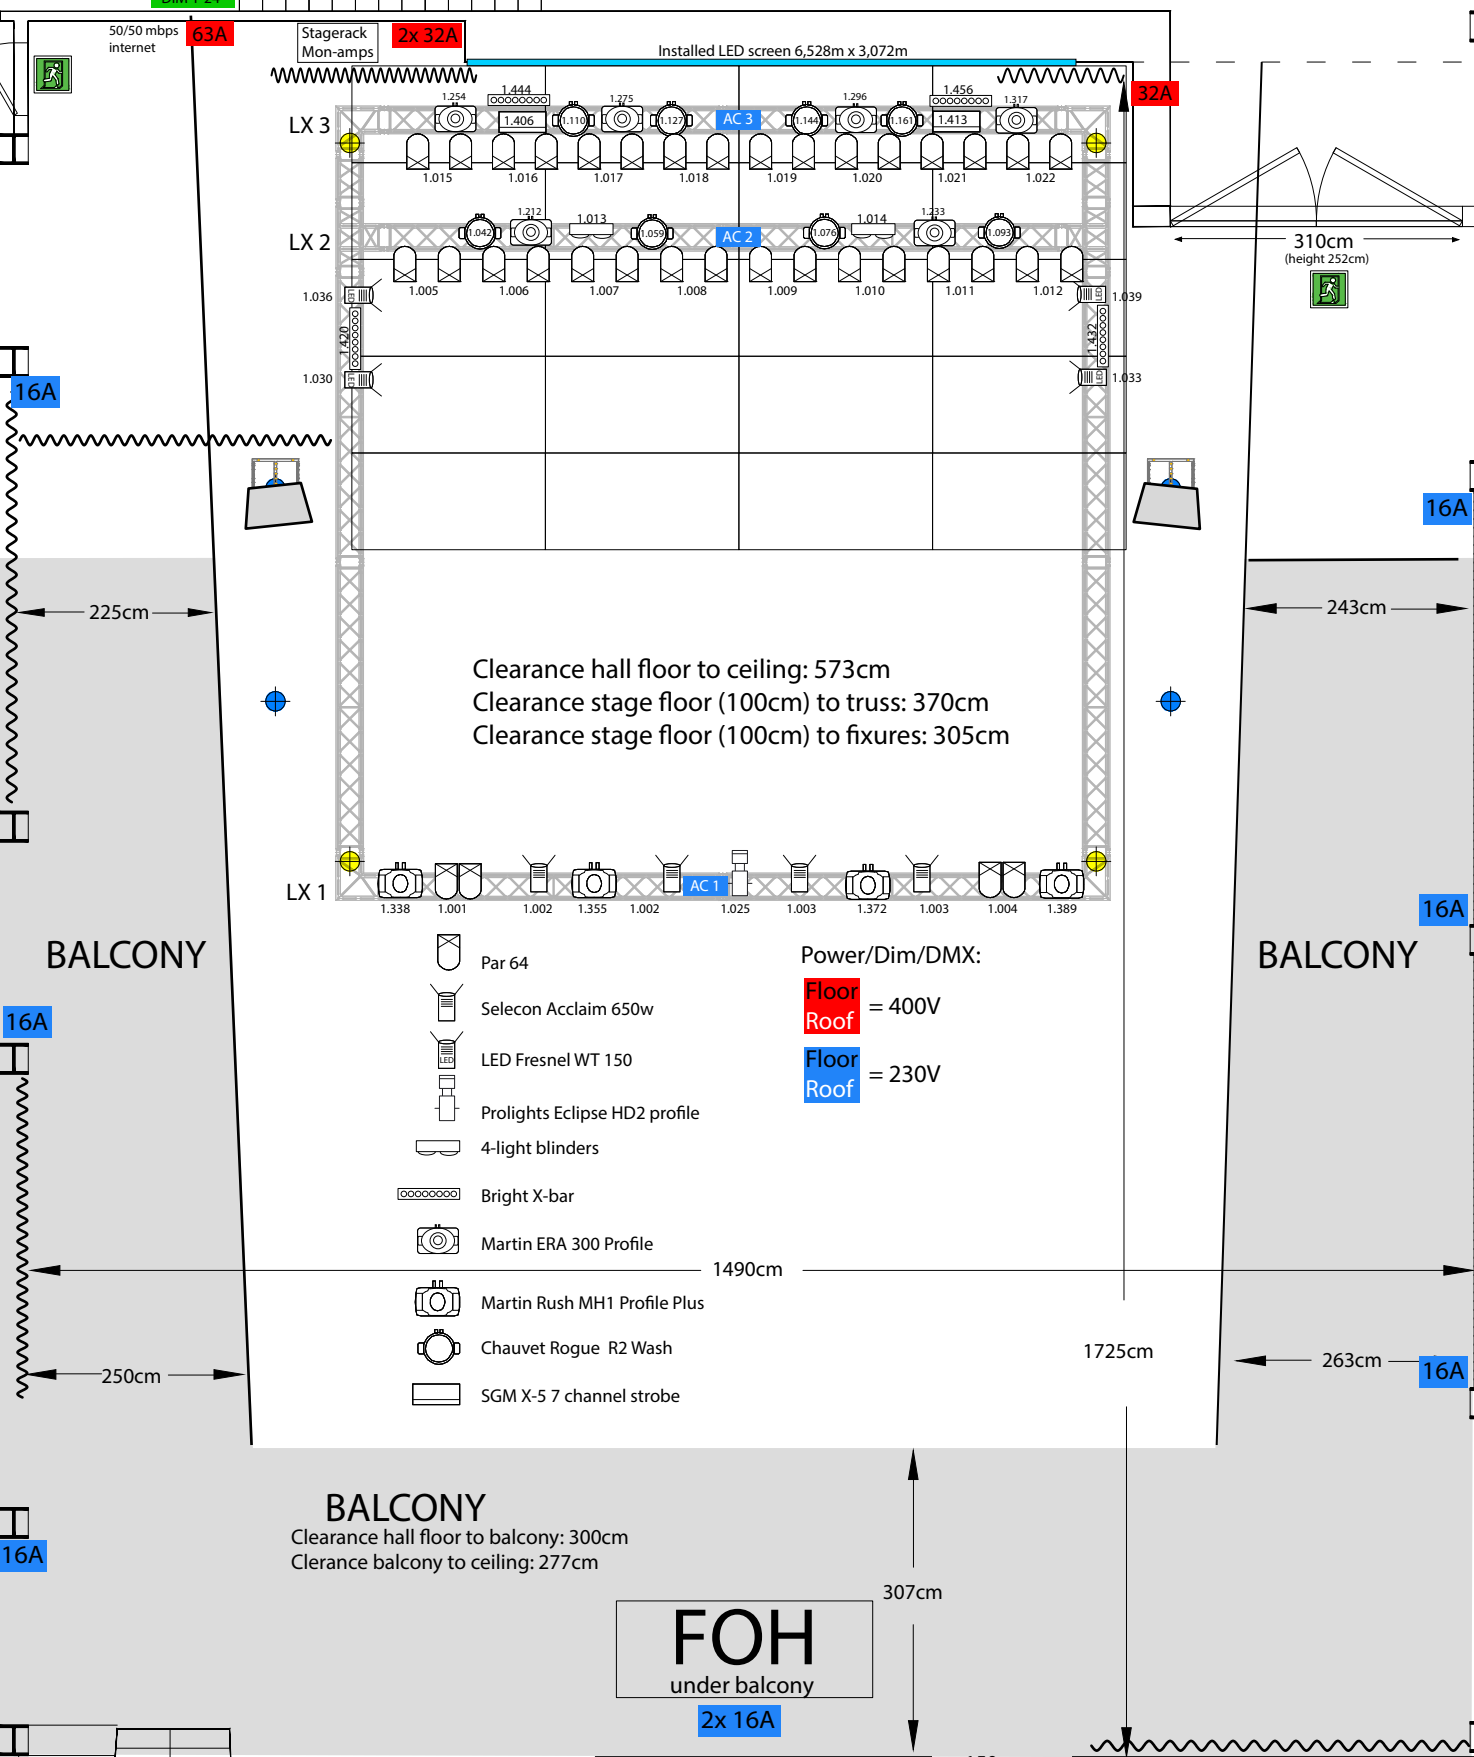 50/50 mbps
internet
63A
Stagerack
Mon-amps
2x 32A
Installed LED screen 6,528m x 3,072m
32A
LX 3
1.254
1.444
1.406
1.110
1.275
1.127
AC 3
1.144
1.296
1.161
1.456
1.413
1.317
1.015
1.016
1.017
1.018
1.019
1.020
1.021
1.022
LX 2
1.042
1.212
1.013
1.059
AC 2
1.076
1.014
1.233
1.093
310cm
(height 252cm)
1.005
1.006
1.007
1.008
1.009
1.010
1.011
1.012
1.036
LED
LED
1.039
1.420
1.432
1.030
LED
LED
1.033
16A
16A
225cm
243cm
Clearance hall floor to ceiling: 573cm
Clearance stage floor (100cm) to truss: 370cm
Clearance stage floor (100cm) to fixures: 305cm
LX 1
AC 1
1.338
1.001
1.002
1.355
1.002
1.025
1.003
1.372
1.003
1.004
1.389
16A
BALCONY
BALCONY
Par 64
Selecon Acclaim 650w
LED
LED Fresnel WT 150
Prolights Eclipse HD2 profile
4-light blinders
Bright X-bar
Martin ERA 300 Profile
Martin Rush MH1 Profile Plus
Chauvet Rogue R2 Wash
SGM X-5 7 channel strobe
Power/Dim/DMX:
Floor
Roof
= 400V
Floor
Roof
= 230V
16A
1490cm
1725cm
250cm
263cm
16A
BALCONY
Clearance hall floor to balcony: 300cm
Clerance balcony to ceiling: 277cm
16A
307cm
FOH
under balcony
2x 16A